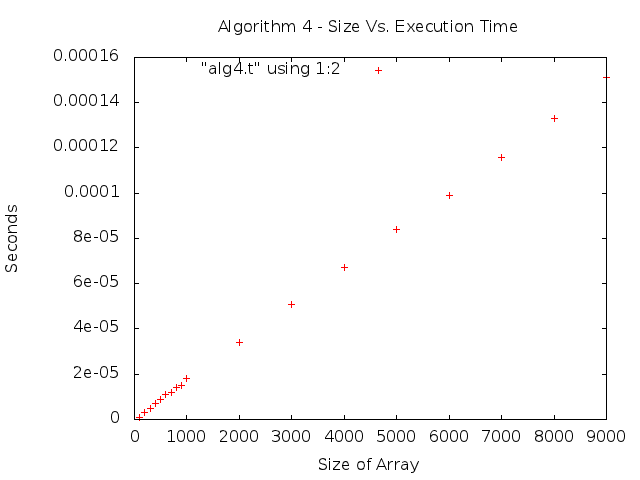 Algorithm 4 - Size Vs. Execution Time
0.00016
"alg4.t" using 1:2
0.00014
0.00012
0.0001
8e-05
6e-05
4e-05
2e-05
0
Seconds
0 1000 2000 3000 4000 5000 6000 7000 8000 9000
Size of Array